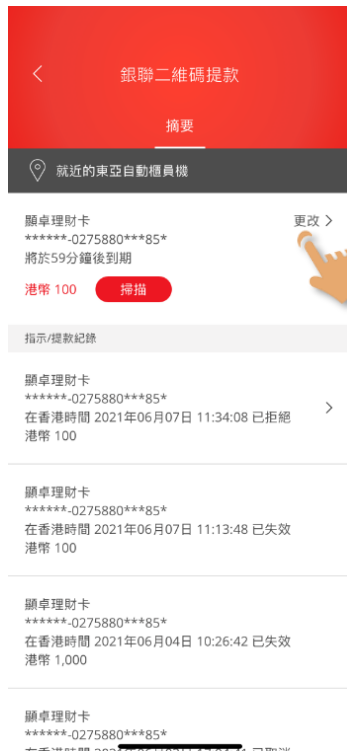 銀聯二維碼提款
摘要
就近的東亞自動櫃員機
顯卓理財卡
更改
******-0275880***85*
將於59分鐘後到期
港幣 100
掃描
指示/提款紀錄
顯卓理財卡
******-0275880***85*
在香港時間 2021年06月07日 11:34:08 已拒絕
港幣 100
顯卓理財卡
******-0275880***85*
在香港時間 2021年06月07日 11:13:48 已失效
港幣 100
顯卓理財卡
******-0275880***85*
在香港時間 2021年06月04日 10:26:42 已失效
港幣 1,000
顯卓理財卡
******-0275880***85*